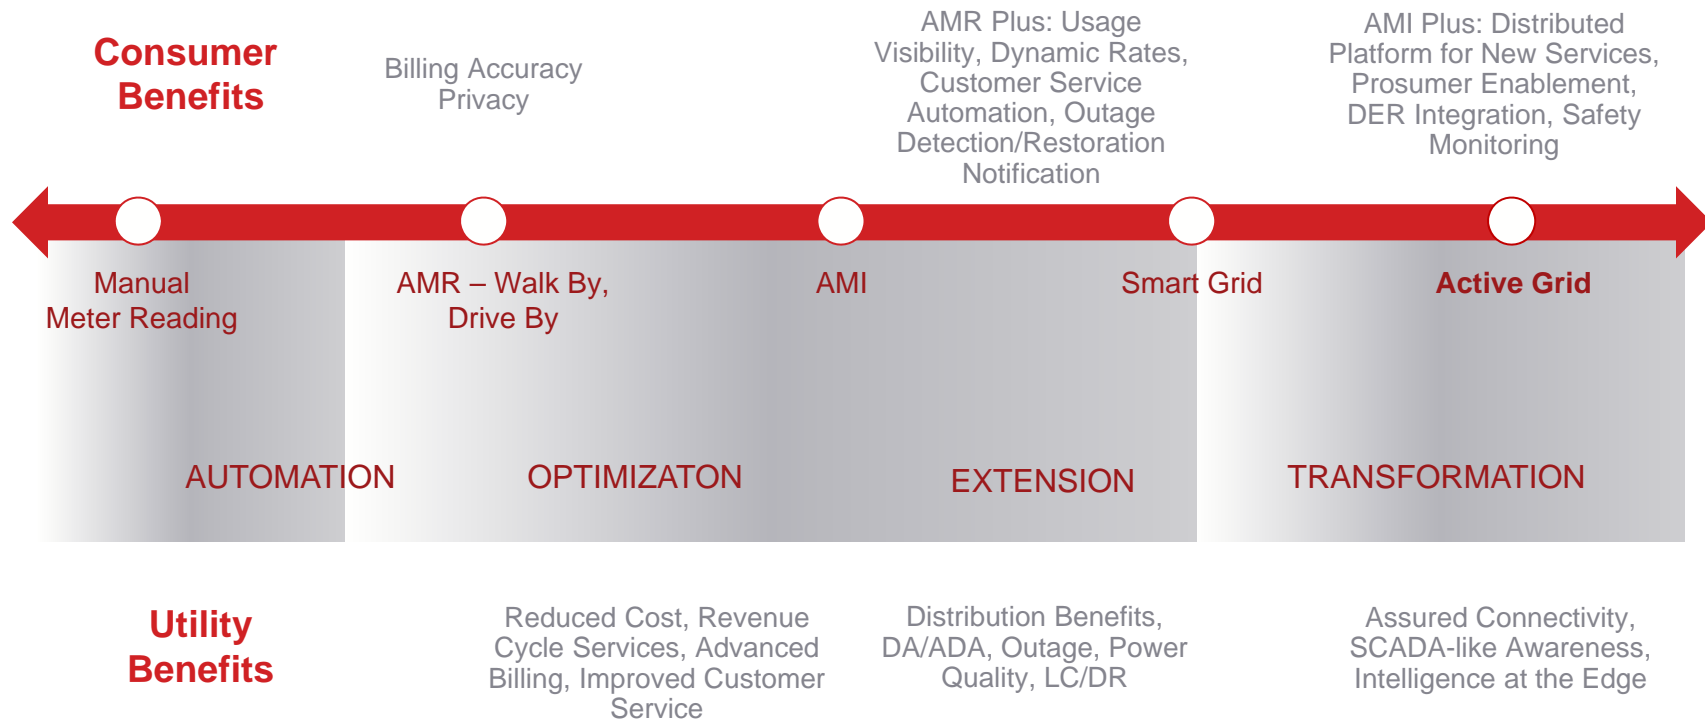 Consumer
Benefits
Billing Accuracy
Privacy
AMR Plus: Usage
Visibility, Dynamic Rates,
Customer Service
Automation, Outage
Detection/Restoration
Notification
AMI Plus: Distributed
Platform for New Services,
Prosumer Enablement,
DER Integration, Safety
Monitoring
Manual
Meter Reading
AMR – Walk By,
Drive By
AMI
Smart Grid
Active Grid
AUTOMATION
OPTIMIZATON
EXTENSION
TRANSFORMATION
Utility
Benefits
Reduced Cost, Revenue
Cycle Services, Advanced
Billing, Improved Customer
Service
Distribution Benefits,
DA/ADA, Outage, Power
Quality, LC/DR
Assured Connectivity,
SCADA-like Awareness,
Intelligence at the Edge